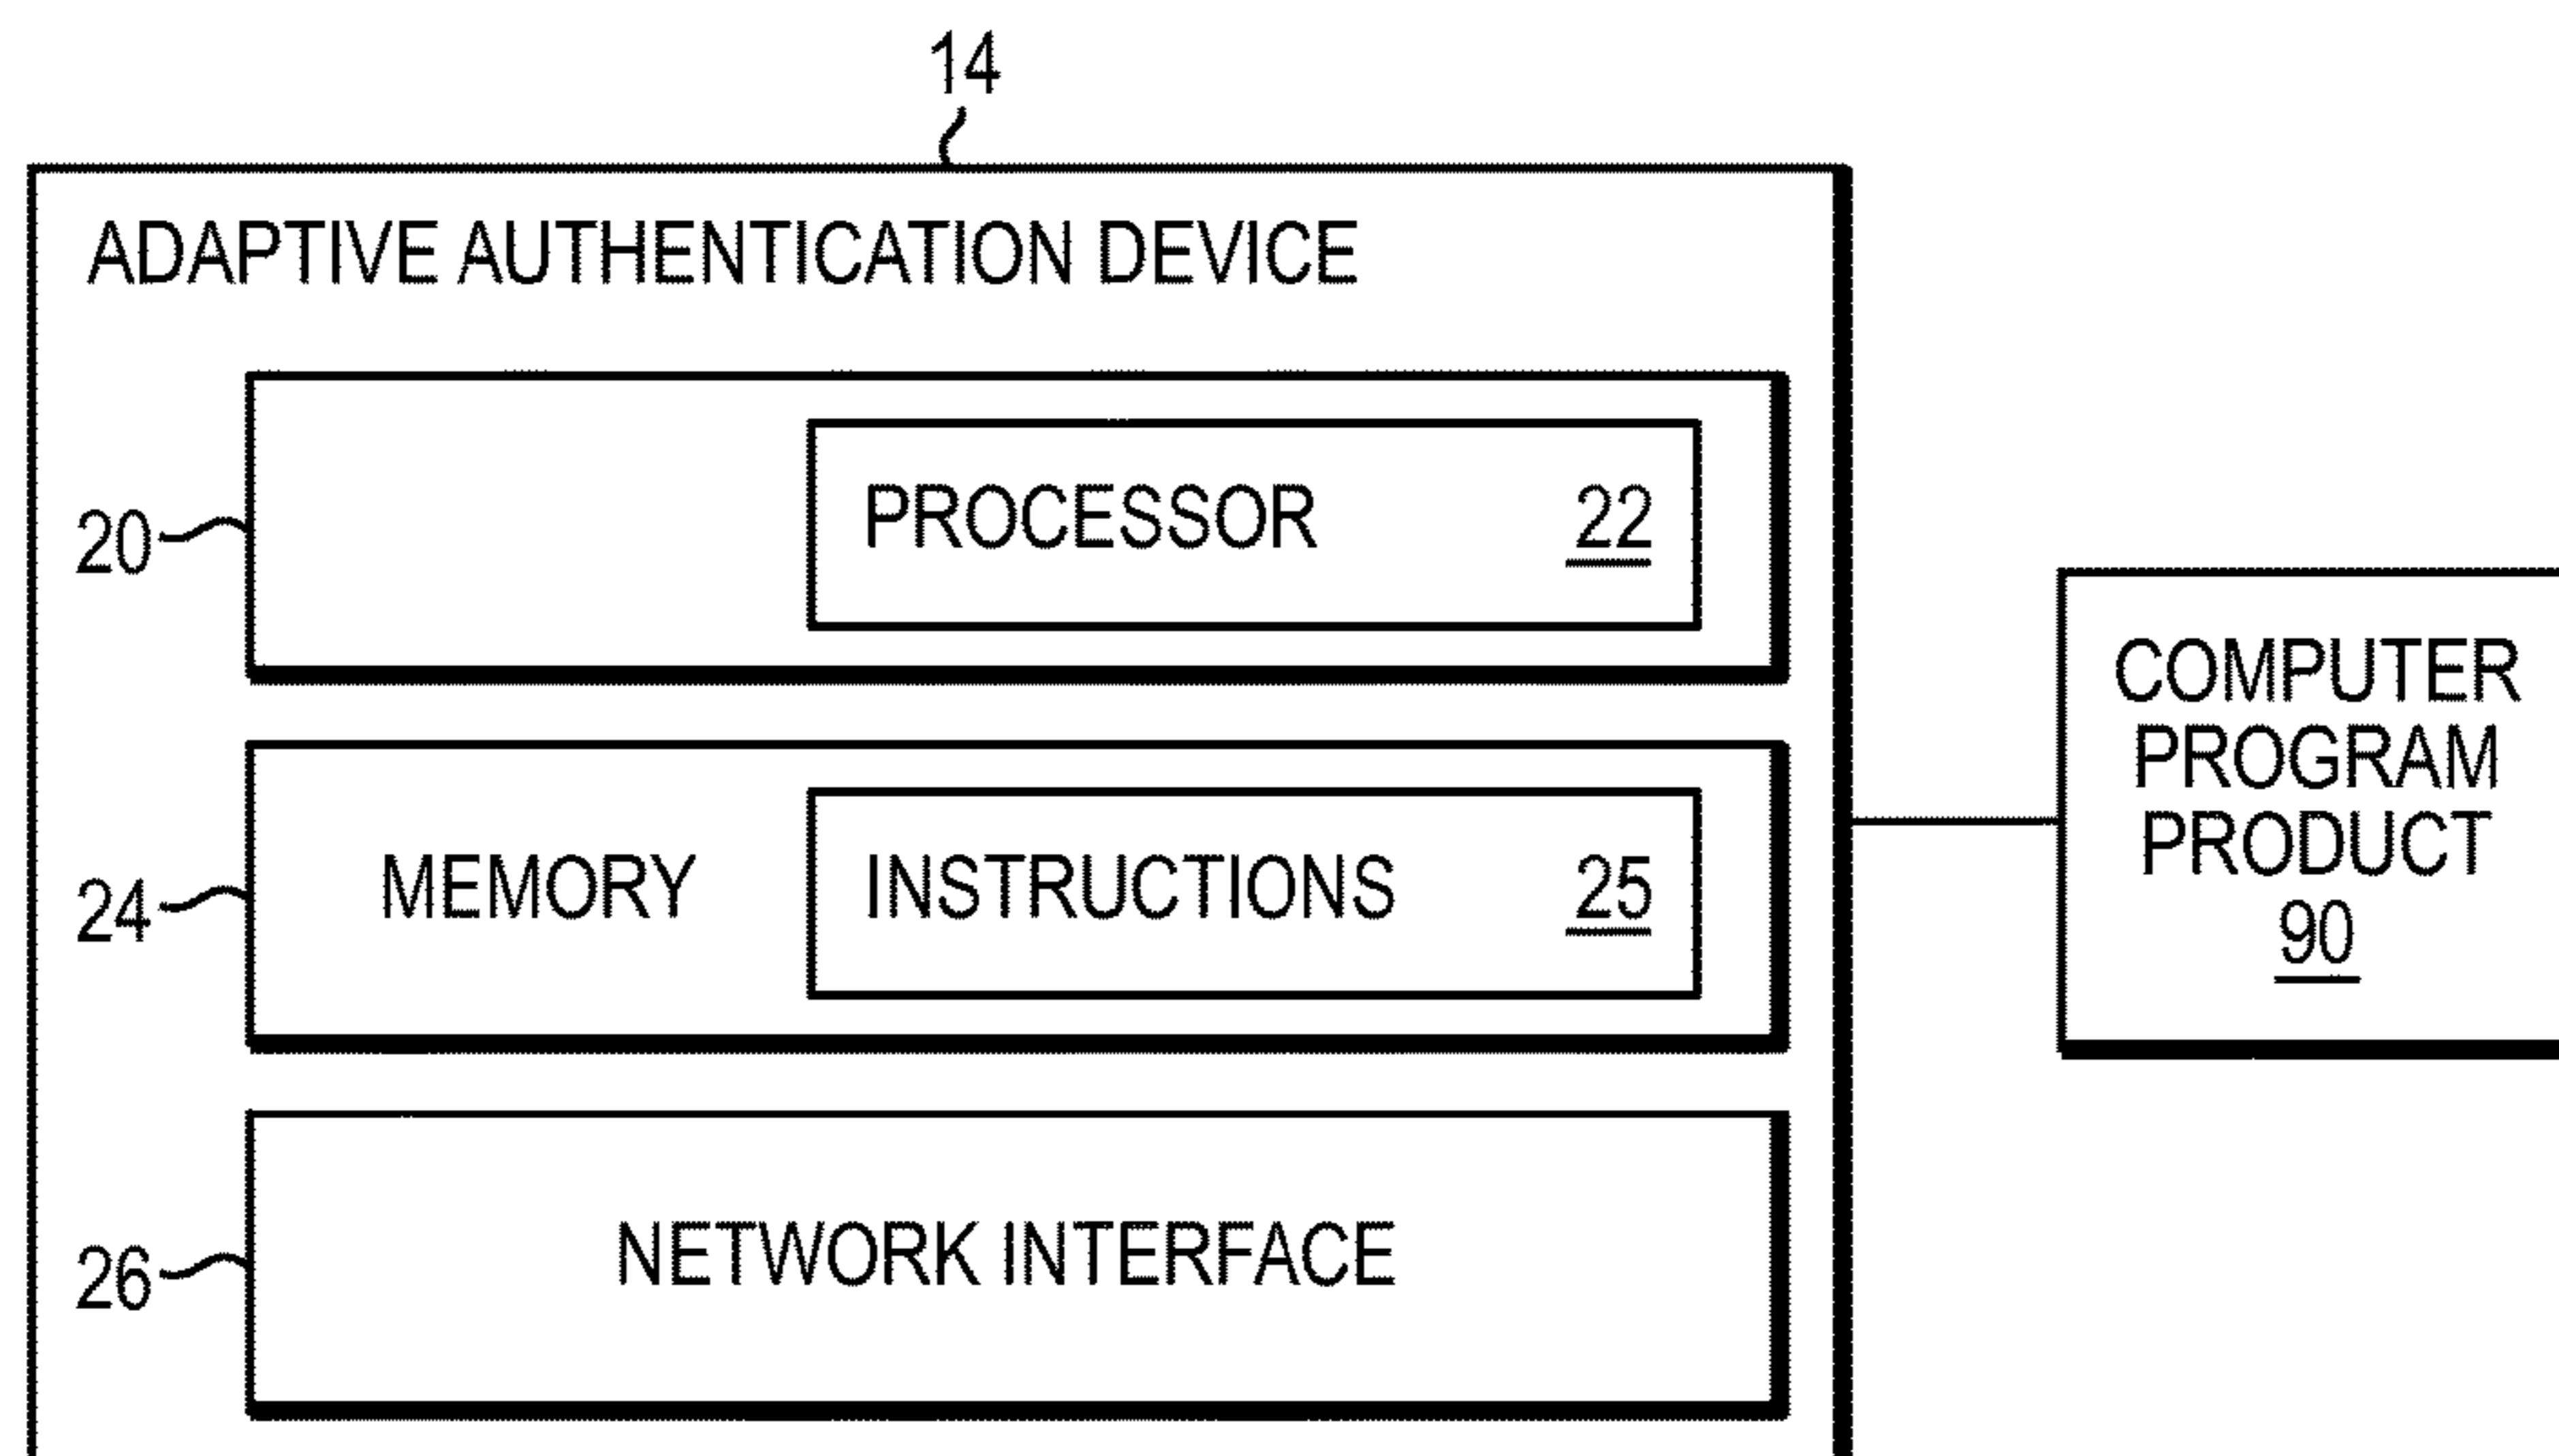 14
ADAPTIVE AUTHENTICATION DEVICE
20
PROCESSOR 22
24
MEMORY
INSTRUCTIONS 25
26
NETWORK INTERFACE
COMPUTER
PROGRAM
PRODUCT
90